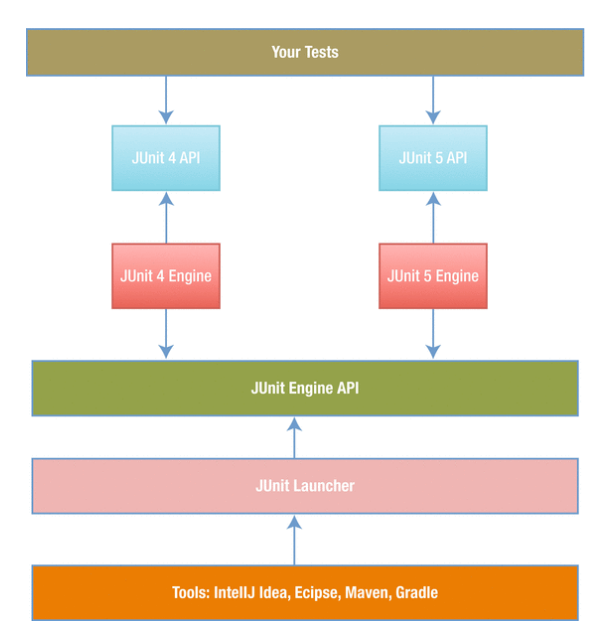 Your Tests
JUnit 4 API
JUnit 5 API
JUnit 4 Engine
JUnit 5 Engine
JUnit Engine API
JUnit Launcher
Tools: IntellJ Idea, Ecipse, Maven, Gradle